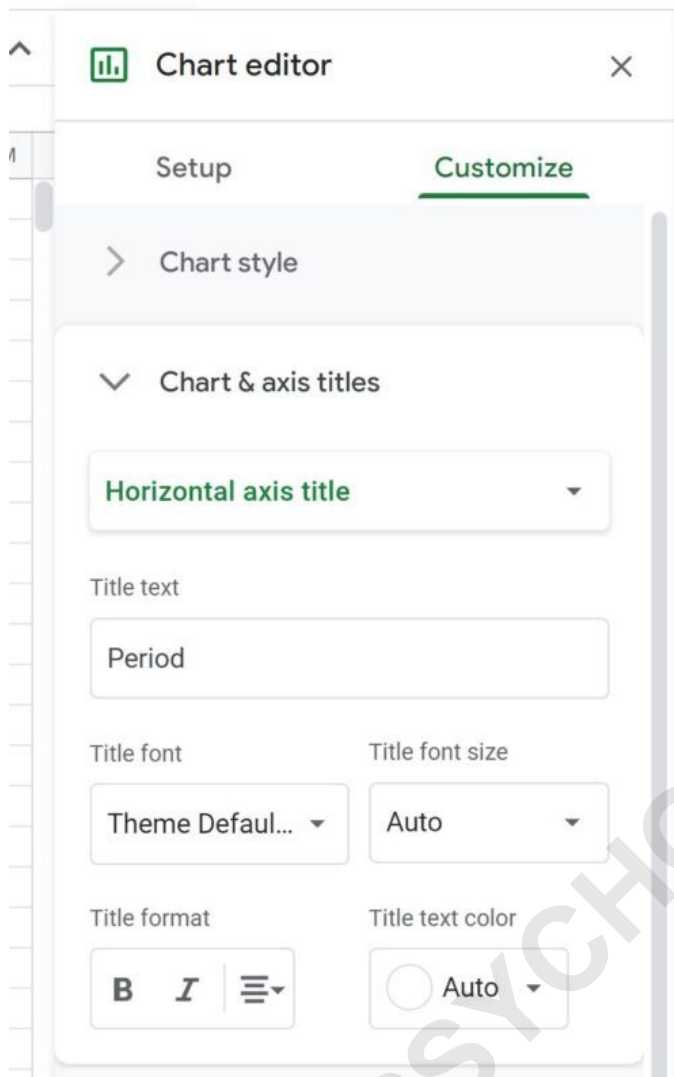 Chart editor
Setup Customize
Chart style
Chart & axis titles
Horizontal axis title
Title text
Period
Title font Title font size
Theme Defaul... Auto
Title format Title text color
B I Auto